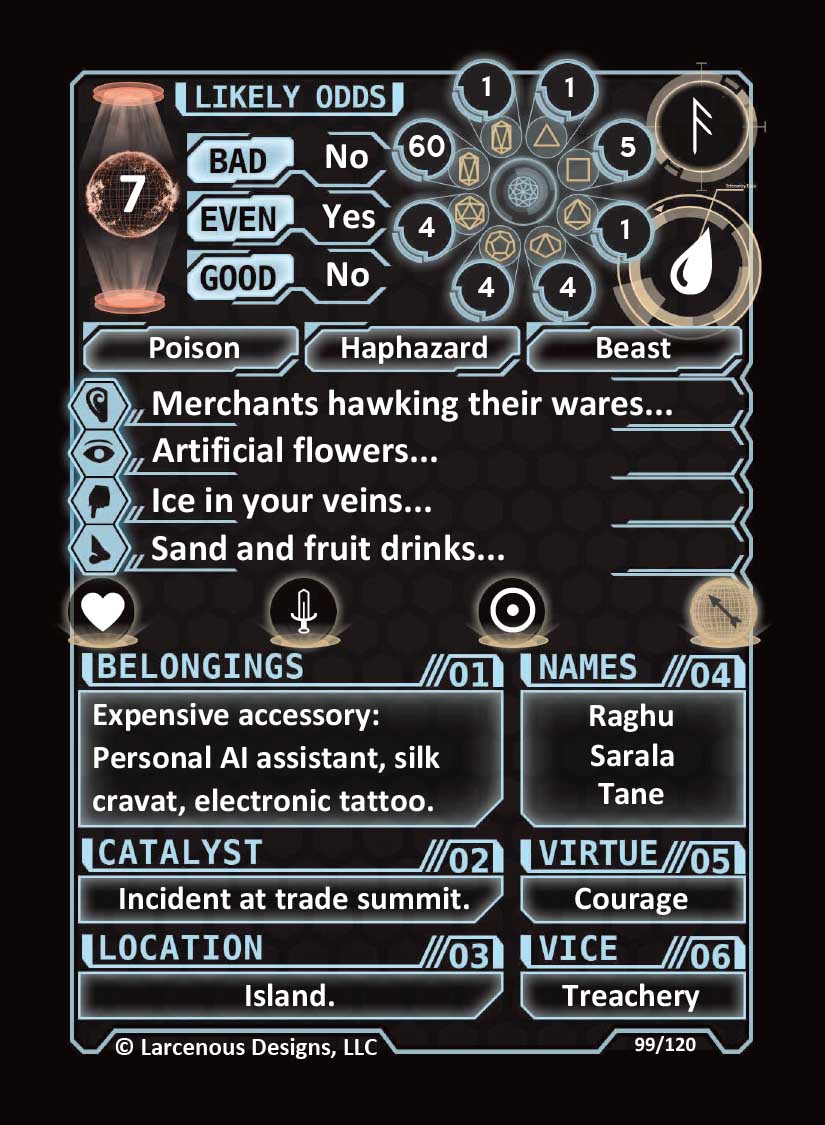 LIKELY ODDS
7
BAD No
EVEN Yes
GOOD No
1
1
60
5
4
1
4
4
ᚨ
Poison
Haphazard
Beast
Merchants hawking their wares...
Artificial flowers...
Ice in your veins...
Sand and fruit drinks...
BELONGINGS ///01
Expensive accessory:
Personal AI assistant, silk
cravat, electronic tattoo.
NAMES ///04
Raghu
Sarala
Tane
CATALYST ///02
Incident at trade summit.
VIRTUE ///05
Courage
LOCATION ///03
Island.
VICE ///06
Treachery
© Larcenous Designs, LLC
99/120